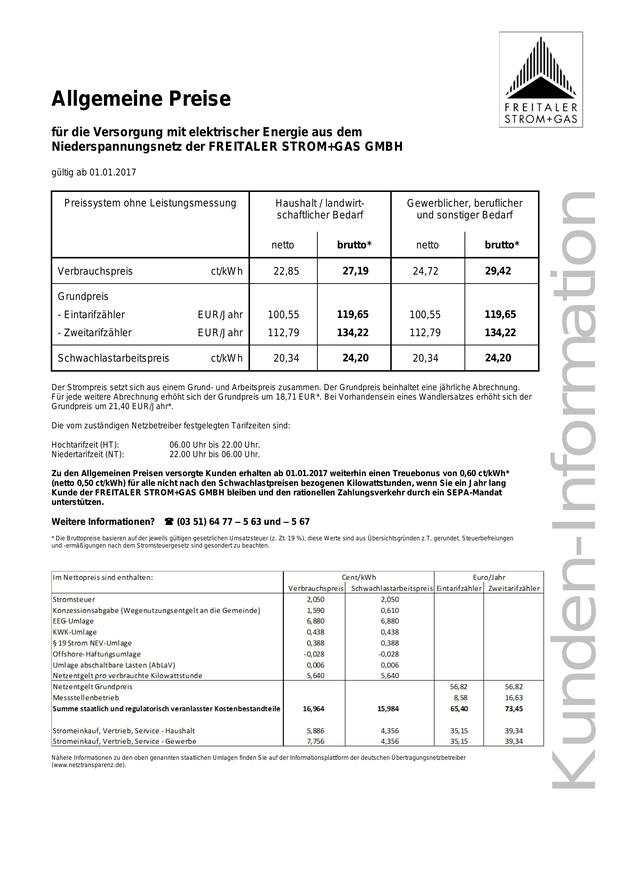 FREITALER
STROM+GAS
Allgemeine Preise
für die Versorgung mit elektrischer Energie aus dem
Niederspannungsnetz der FREITALER STROM+GAS GMBH
gültig ab 01.01.2017
Preissystem ohne Leistungsmessung Haushalt / landwirt- Gewerblicher, beruflicher
schaftlicher Bedarf und sonstiger Bedarf
netto brutto* netto brutto*
Verbrauchspreis ct/kWh 22,85 27,19 24,72 29,42
Grundpreis
- Eintarifzähler EUR/Jahr 100,55 119,65 100,55 119,65
- Zweitarifzähler EUR/Jahr 112,79 134,22 112,79 134,22
Schwachlastarbeitspreis ct/kWh 20,34 24,20 20,34 24,20
Der Strompreis setzt sich aus einem Grund- und Arbeitspreis zusammen. Der Grundpreis beinhaltet eine jährliche Abrechnung.
Für jede weitere Abrechnung erhöht sich der Grundpreis um 18,71 EUR*. Bei Vorhandensein eines Wandlersatzes erhöht sich der
Grundpreis um 21,40 EUR/Jahr*.
Die vom zuständigen Netzbetreiber festgelegten Tarifzeiten sind:
Hochtarifzeit (HT): 06.00 Uhr bis 22.00 Uhr.
Niedertarifzeit (NT): 22.00 Uhr bis 06.00 Uhr.
Zu den Allgemeinen Preisen versorgte Kunden erhalten ab 01.01.2017 weiterhin einen Treuebonus von 0,60 ct/kWh*
(netto 0,50 ct/kWh) für alle nicht nach den Schwachlastpreisen bezogenen Kilowattstunden, wenn Sie ein Jahr lang
Kunde der FREITALER STROM+GAS GMBH bleiben und den rationellen Zahlungsverkehr durch ein SEPA-Mandat
unterstützen.
Weitere Informationen? ☎ (03 51) 64 77 – 5 63 und – 5 67
* Die Bruttopreise basieren auf der jeweils gültigen gesetzlichen Umsatzsteuer (z. Zt. 19 %), diese Werte sind aus Übersichtsgründen z.T. gerundet. Steuerbefreiungen
und -ermäßigungen nach dem Stromsteuergesetz sind gesondert zu beachten.
Im Nettopreis sind enthalten: Cent/kWh Euro/Jahr
Verbrauchspreis Schwachlastarbeitspreis Eintarifzähler Zweitarifzähler
Stromsteuer 2,050 2,050
Konzessionsabgabe (Wegenutzungsentgelt an die Gemeinde) 1,590 0,610
EEG-Umlage 6,880 6,880
KWK-Umlage 0,438 0,438
§ 19 Strom NEV-Umlage 0,388 0,388
Offshore-Haftungsumlage -0,028 -0,028
Umlage abschaltbare Lasten (AbLaV) 0,006 0,006
Netzentgelt pro verbrauchte Kilowattstunde 5,640 5,640
Netzentgelt Grundpreis 56,82 56,82
Messstellenbetrieb 8,58 16,63
Summe staatlich und regulatorisch veranlasster Kostenbestandteile 16,964 15,984 65,40 73,45
Stromeinkauf, Vertrieb, Service - Haushalt 5,886 4,356 35,15 39,34
Stromeinkauf, Vertrieb, Service - Gewerbe 7,756 4,356 35,15 39,34
Nähere Informationen zu den oben genannten staatlichen Umlagen finden Sie auf der Informationsplattform der deutschen Übertragungsnetzbetreiber
(www.netztransparenz.de).
Kunden-Information